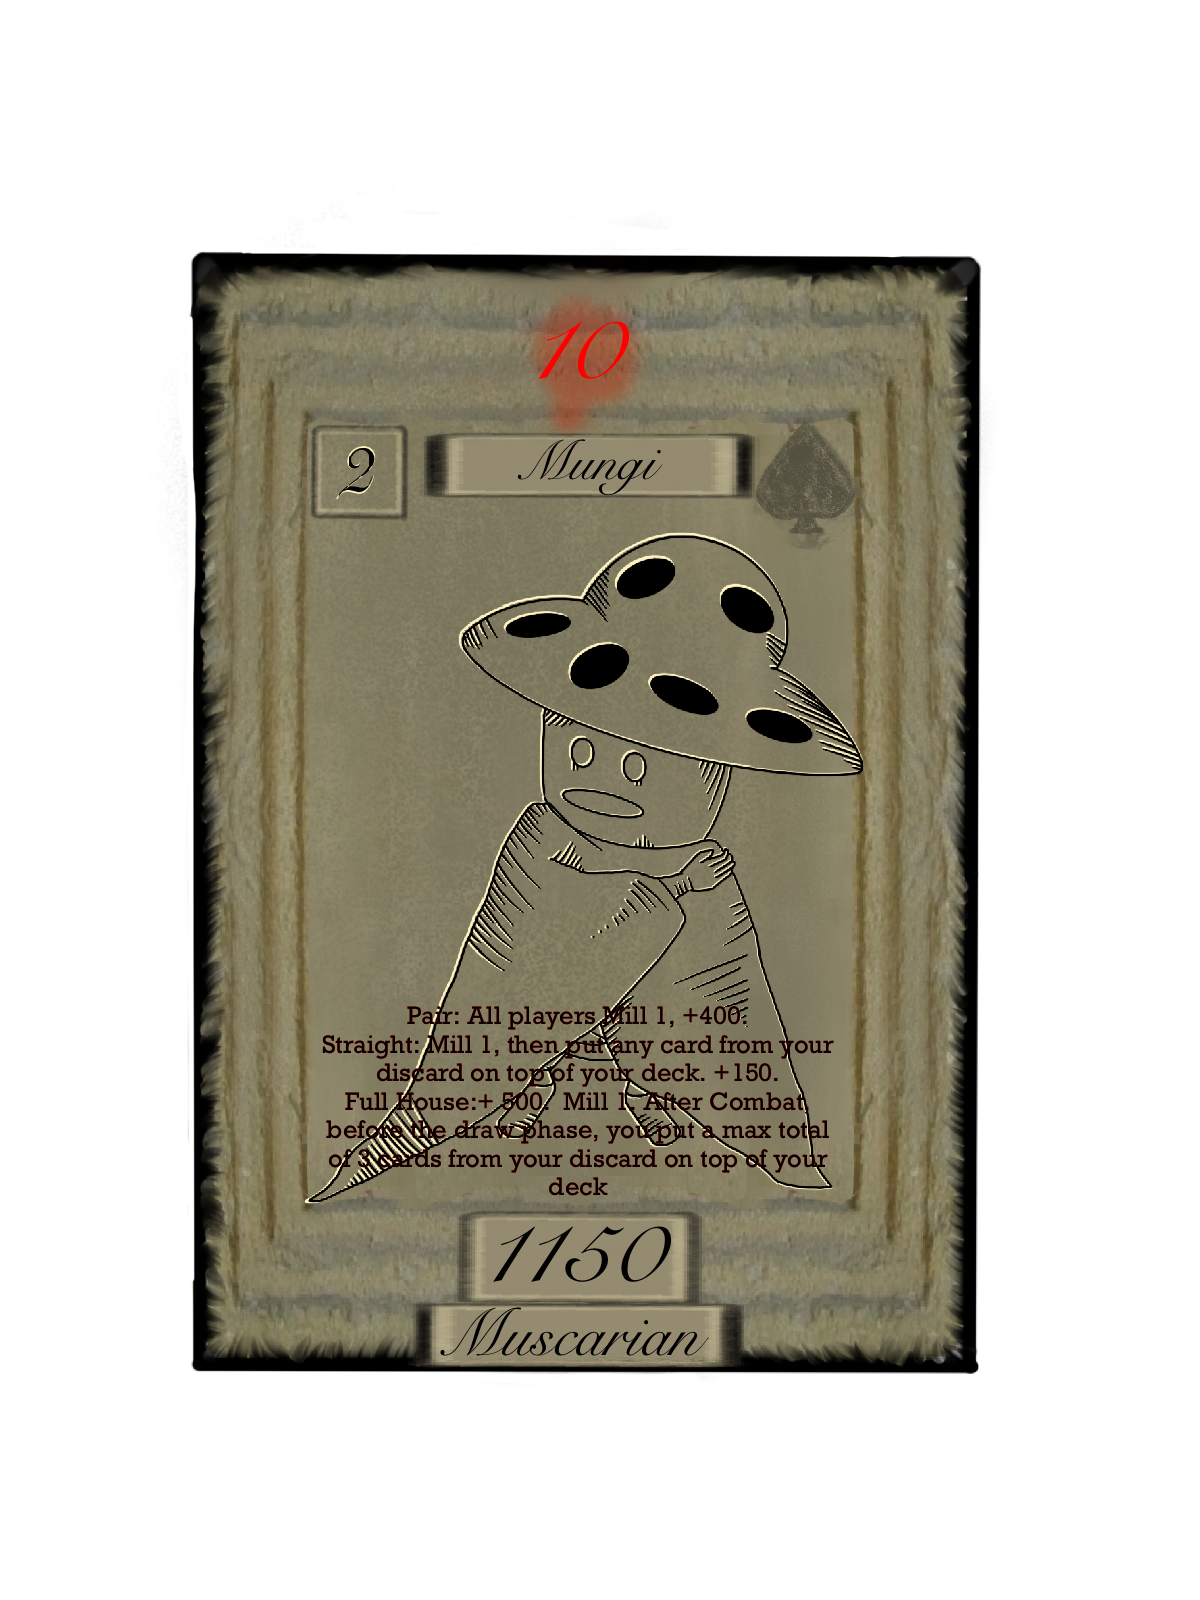 10
2
Mungi
Pair: All players Mill 1, +400.
Straight: Mill 1, then put any card from your
discard on top of your deck. +150.
Full House:+ 500.  Mill 1. After Combat,
before the draw phase, you put a max total
of 3 cards from your discard on top of your
deck
1150
Muscarian